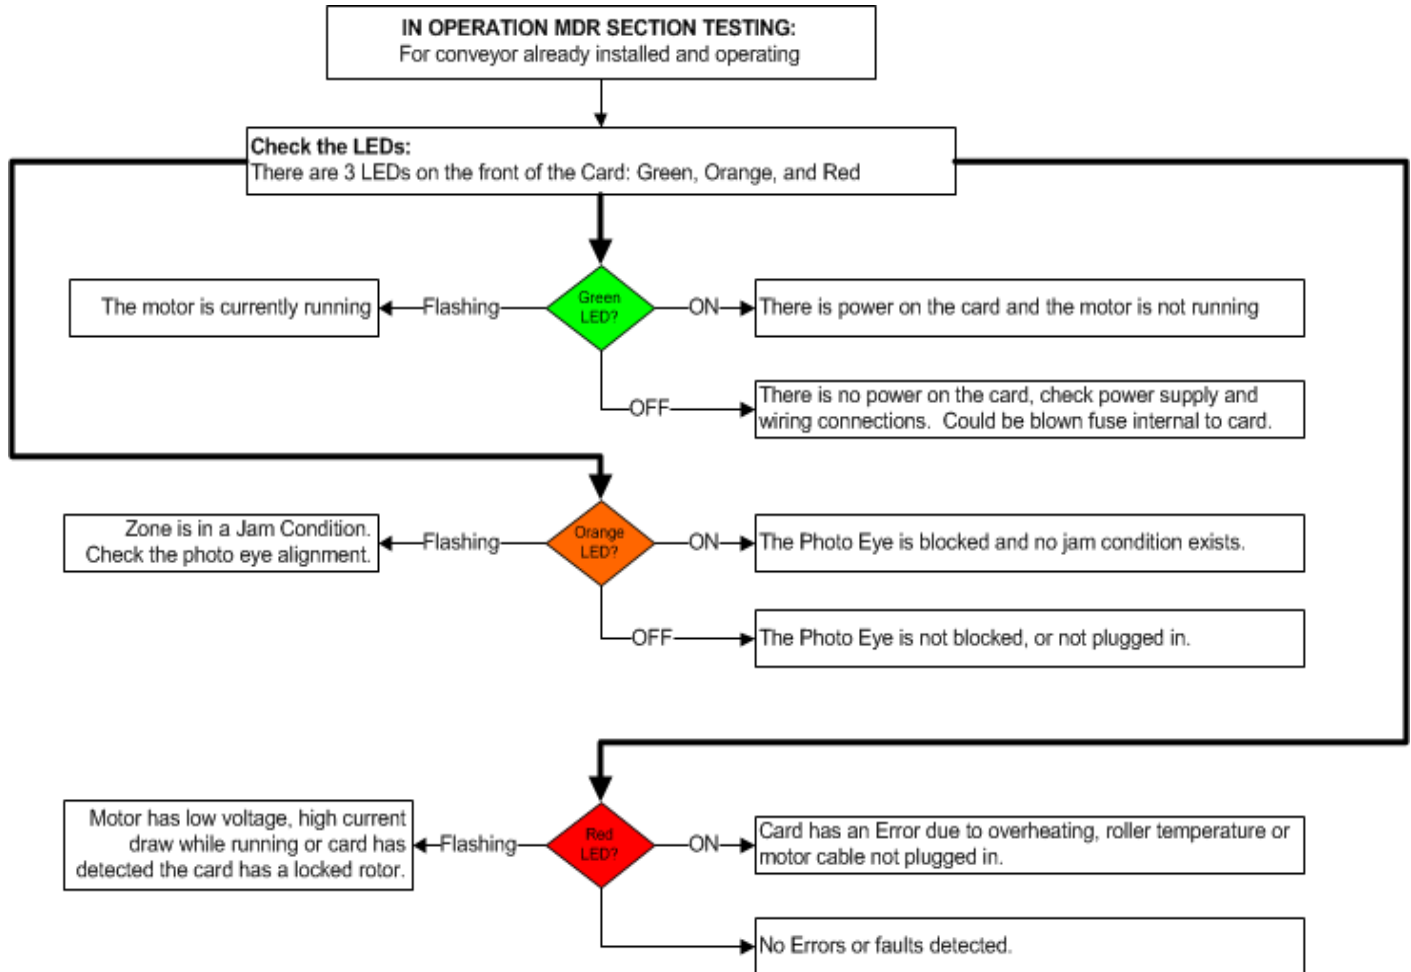 IN OPERATION MDR SECTION TESTING:
For conveyor already installed and operating
Check the LEDs:
There are 3 LEDs on the front of the Card: Green, Orange, and Red
The motor is currently running
Flashing
Green
LED?
ON
There is power on the card and the motor is not running
OFF
There is no power on the card, check power supply and
wiring connections.  Could be blown fuse internal to card.
Zone is in a Jam Condition.
Check the photo eye alignment.
Flashing
Orange
LED?
ON
The Photo Eye is blocked and no jam condition exists.
OFF
The Photo Eye is not blocked, or not plugged in.
Motor has low voltage, high current
draw while running or card has
detected the card has a locked rotor.
Flashing
Red
LED?
ON
Card has an Error due to overheating, roller temperature or
motor cable not plugged in.
No Errors or faults detected.